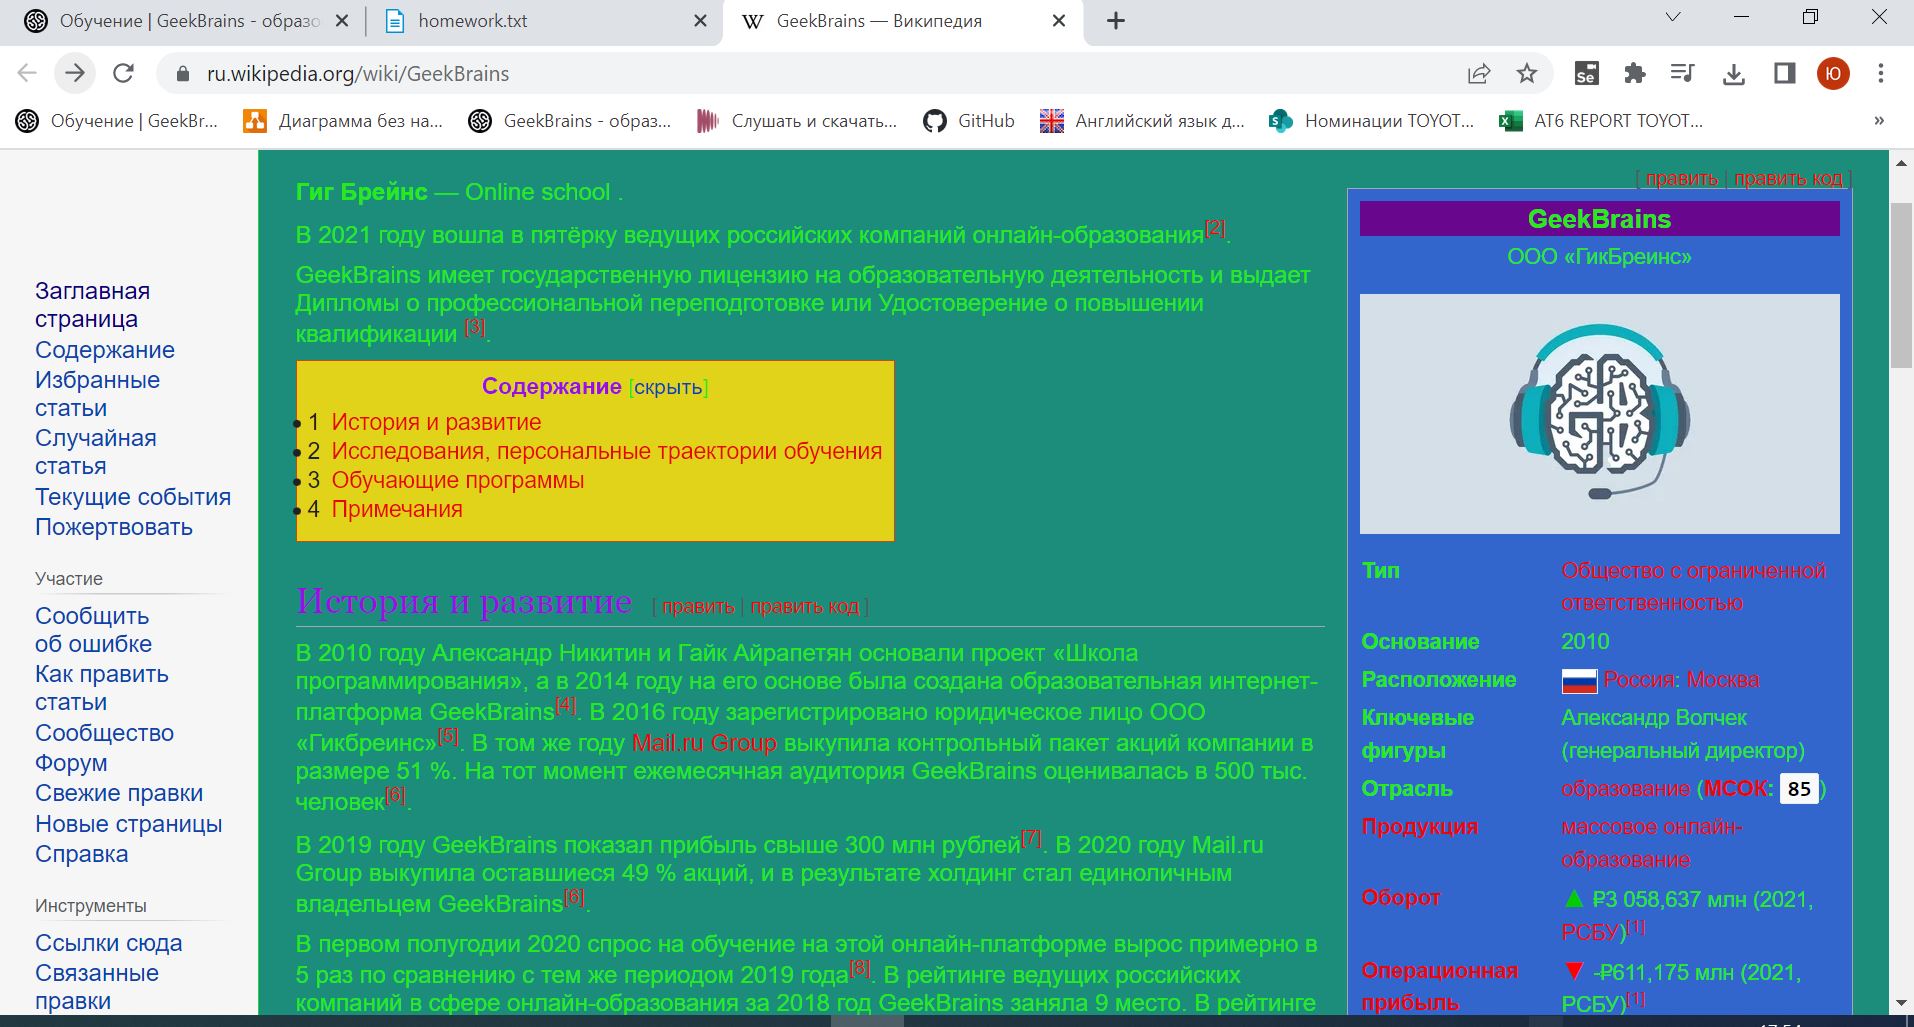 Обучение | GeekBrains - образо
homework.txt
GeekBrains — Википедия
ru.wikipedia.org/wiki/GeekBrains
Se
Ю
Обучение | GeekBr...
Диаграмма без на...
GeekBrains - образ...
Слушать и скачать...
GitHub
Английский язык д...
Номинации TOYOT...
AT6 REPORT TOYOT...
»
Заглавная
страница
Содержание
Избранные
статьи
Случайная
статья
Текущие события
Пожертвовать
Участие
Сообщить
об ошибке
Как править
статьи
Сообщество
Форум
Свежие правки
Новые страницы
Справка
Инструменты
Ссылки сюда
Связанные
правки
Гиг Брейнс — Online school .
В 2021 году вошла в пятёрку ведущих российских компаний онлайн-образования[2].
GeekBrains имеет государственную лицензию на образовательную деятельность и выдает
Дипломы о профессиональной переподготовке или Удостоверение о повышении
квалификации [3].
Содержание [скрыть]
1 История и развитие
2 Исследования, персональные траектории обучения
3 Обучающие программы
4 Примечания
История и развитие [ править | править код ]
В 2010 году Александр Никитин и Гайк Айрапетян основали проект «Школа
программирования», а в 2014 году на его основе была создана образовательная интернет-
платформа GeekBrains[4]. В 2016 году зарегистрировано юридическое лицо ООО
«Гикбреинс»[5]. В том же году Mail.ru Group выкупила контрольный пакет акций компании в
размере 51 %. На тот момент ежемесячная аудитория GeekBrains оценивалась в 500 тыс.
человек[6].
В 2019 году GeekBrains показал прибыль свыше 300 млн рублей[7]. В 2020 году Mail.ru
Group выкупила оставшиеся 49 % акций, и в результате холдинг стал единоличным
владельцем GeekBrains[6].
В первом полугодии 2020 спрос на обучение на этой онлайн-платформе вырос примерно в
5 раз по сравнению с тем же периодом 2019 года[8]. В рейтинге ведущих российских
компаний в сфере онлайн-образования за 2018 год GeekBrains заняла 9 место. В рейтинге
[ править | править код ]
GeekBrains
ООО «ГикБреинс»
Тип Общество с ограниченной
ответственностью
Основание 2010
Расположение Россия: Москва
Ключевые Александр Волчек
фигуры (генеральный директор)
Отрасль образование (МСОК: 85)
Продукция массовое онлайн-
образование
Оборот ▲ ₽3 058,637 млн (2021,
РСБУ)[1]
Операционная ▼ -₽611,175 млн (2021,
прибыль РСБУ)[1]